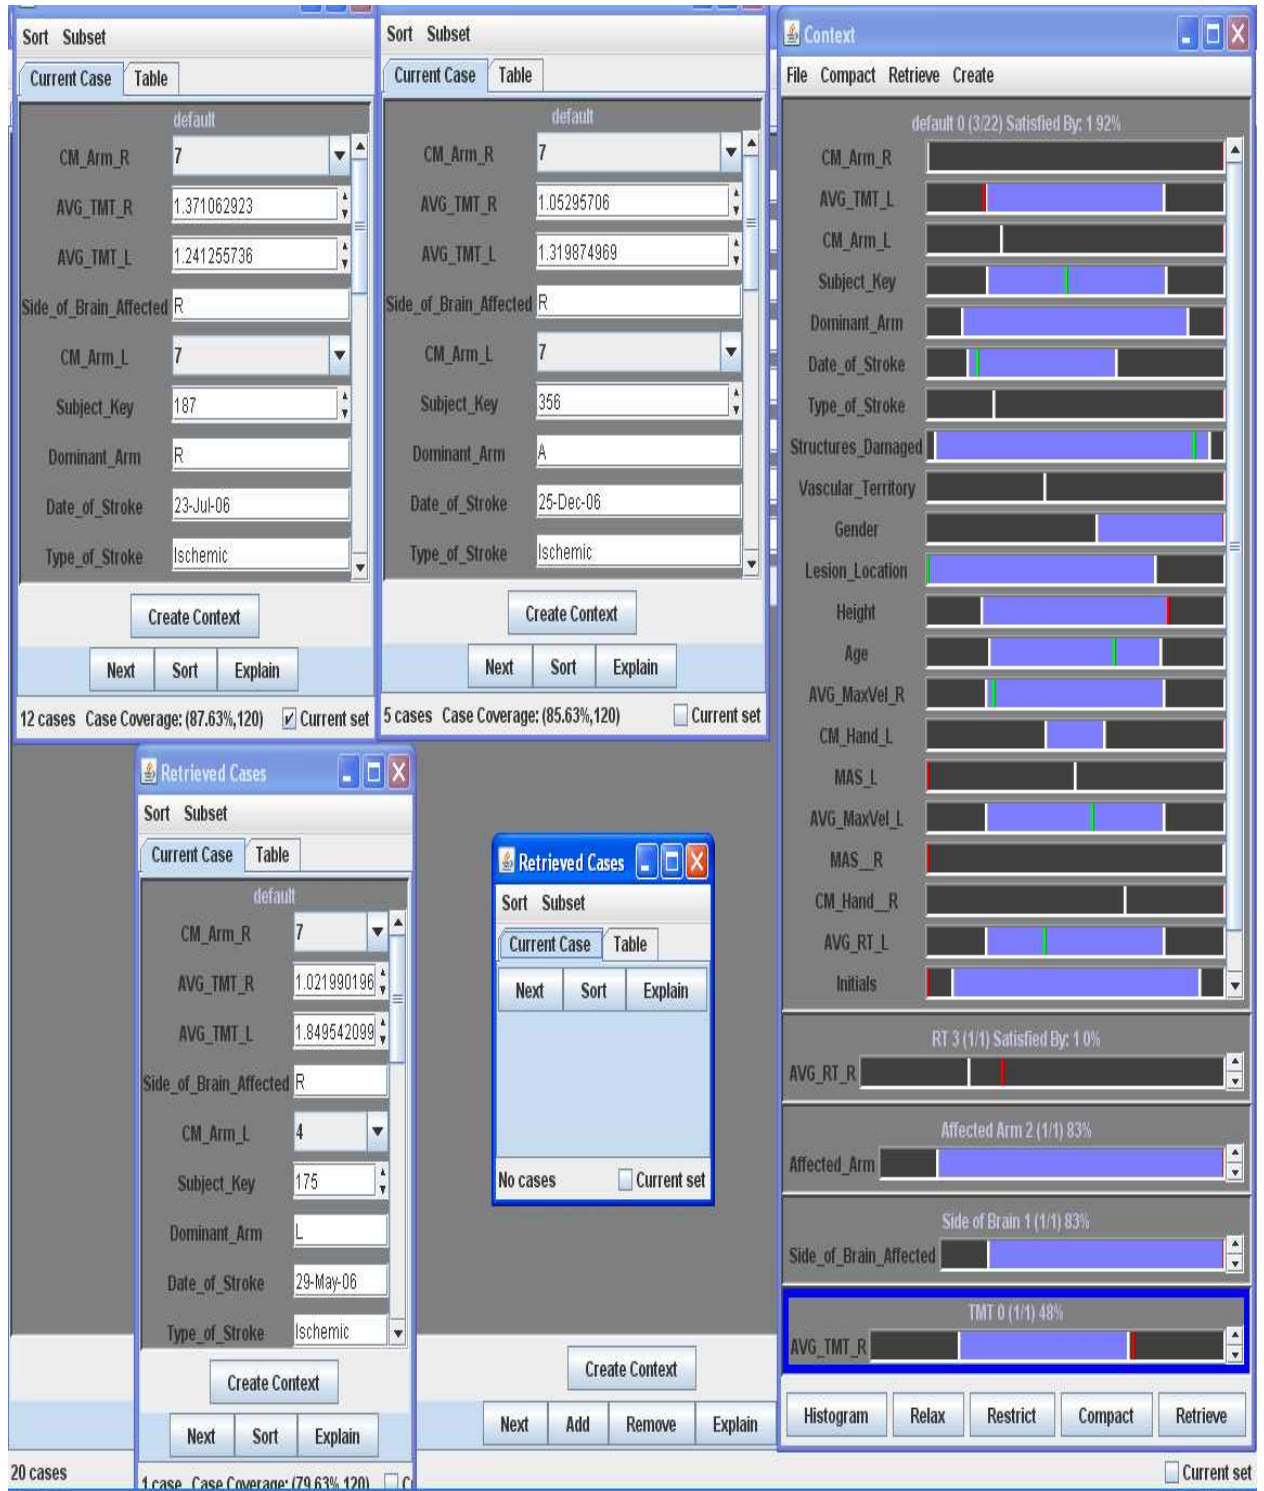 Sort Subset
Current Case Table
default
CM_Arm_R 7
AVG_TMT_R 1.371062923
AVG_TMT_L 1.241255736
Side_of_Brain_Affected R
CM_Arm_L 7
Subject_Key 187
Dominant_Arm R
Date_of_Stroke 23-Jul-06
Type_of_Stroke Ischemic
Create Context
Next Sort Explain
12 cases Case Coverage: (87.63%,120) Current set
Sort Subset
Current Case Table
default
CM_Arm_R 7
AVG_TMT_R 1.05295706
AVG_TMT_L 1.319874969
Side_of_Brain_Affected R
CM_Arm_L 7
Subject_Key 356
Dominant_Arm A
Date_of_Stroke 25-Dec-06
Type_of_Stroke Ischemic
Create Context
Next Sort Explain
5 cases Case Coverage: (85.63%,120) Current set
Retrieved Cases
Sort Subset
Current Case Table
default
CM_Arm_R 7
AVG_TMT_R 1.021990196
AVG_TMT_L 1.849542099
Side_of_Brain_Affected R
CM_Arm_L 4
Subject_Key 175
Dominant_Arm L
Date_of_Stroke 29-May-06
Type_of_Stroke Ischemic
Create Context
Next Sort Explain
1 case Case Coverage: (79.63%,120)
Retrieved Cases
Sort Subset
Current Case Table
Next Sort Explain
No cases Current set
Create Context
Next Add Remove Explain
20 cases Current set
Context
File Compact Retrieve Create
default 0 (3/22) Satisfied By: 1 92%
CM_Arm_R
AVG_TMT_L
CM_Arm_L
Subject_Key
Dominant_Arm
Date_of_Stroke
Type_of_Stroke
Structures_Damaged
Vascular_Territory
Gender
Lesion_Location
Height
Age
AVG_MaxVel_R
CM_Hand_L
MAS_L
AVG_MaxVel_L
MAS__R
CM_Hand__R
AVG_RT_L
Initials
RT 3 (1/1) Satisfied By: 1 0%
AVG_RT_R
Affected Arm 2 (1/1) 83%
Affected_Arm
Side of Brain 1 (1/1) 83%
Side_of_Brain_Affected
TMT 0 (1/1) 48%
AVG_TMT_R
Histogram Relax Restrict Compact Retrieve